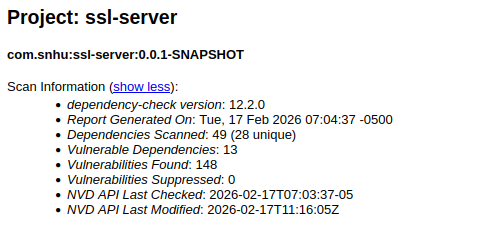 Project: ssl-server
com.snhu:ssl-server:0.0.1-SNAPSHOT
Scan Information (show less):
• dependency-check version: 12.2.0
• Report Generated On: Tue, 17 Feb 2026 07:04:37 -0500
• Dependencies Scanned: 49 (28 unique)
• Vulnerable Dependencies: 13
• Vulnerabilities Found: 148
• Vulnerabilities Suppressed: 0
• NVD API Last Checked: 2026-02-17T07:03:37-05
• NVD API Last Modified: 2026-02-17T11:16:05Z